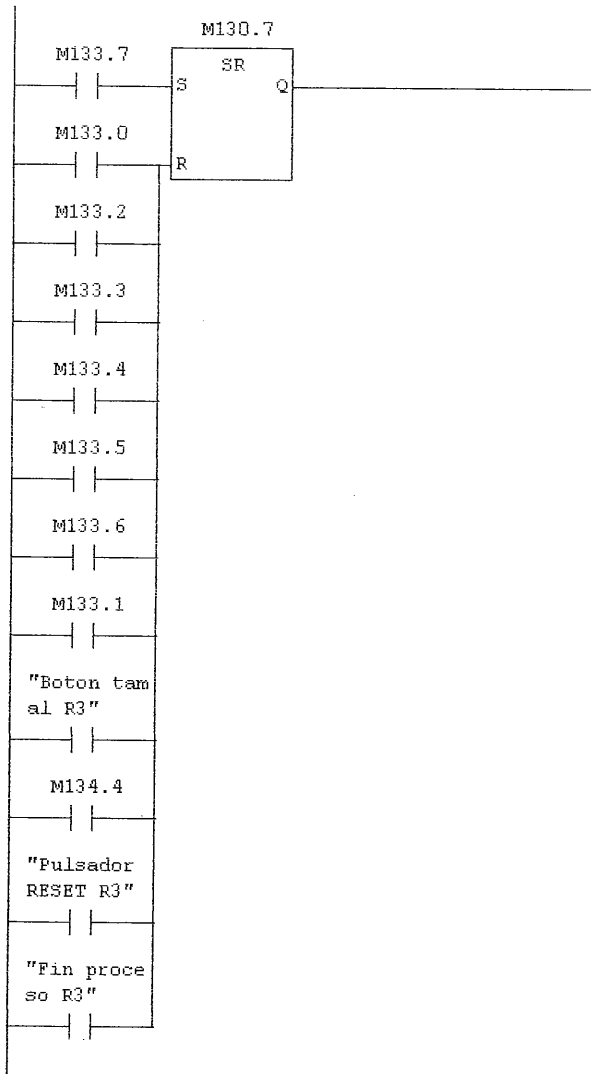 M130.7
M133.7
SR
S
Q
M133.0
R
M133.2
M133.3
M133.4
M133.5
M133.6
M133.1
"Boton tam
al R3"
M134.4
"Pulsador
RESET R3"
"Fin proce
so R3"